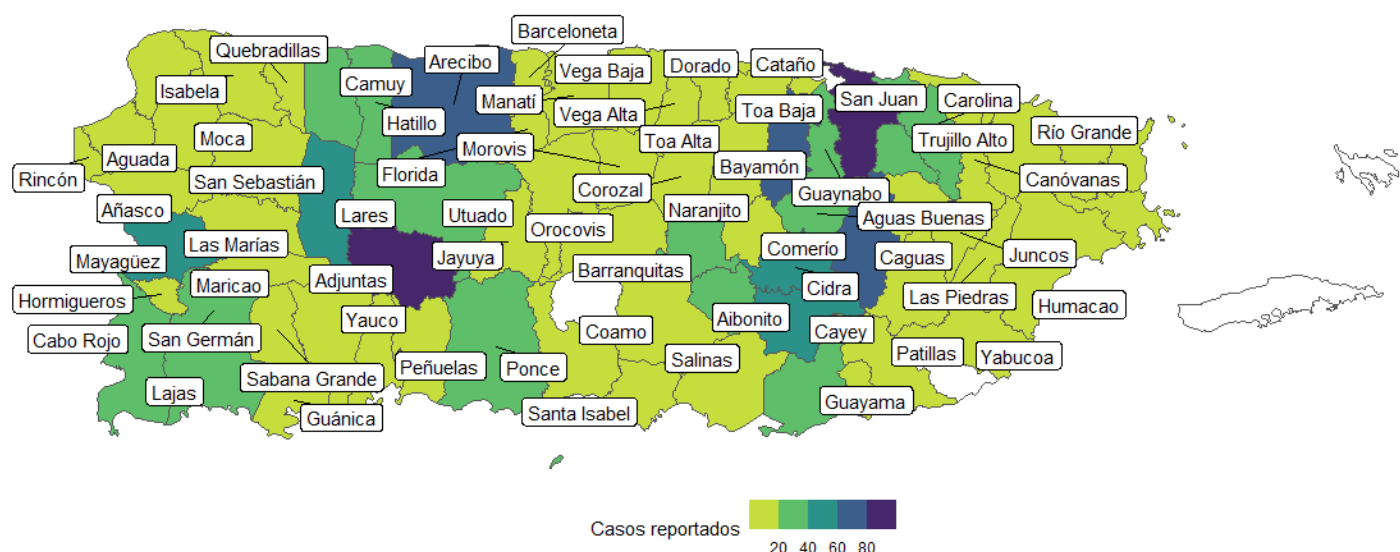 Barceloneta
Quebradillas
Arecibo
Vega Baja
Dorado
Cataño
Camuy
Isabela
Manatí
San Juan
Carolina
Hatillo
Vega Alta
Toa Baja
Moca
Toa Alta
Trujillo Alto
Río Grande
Morovis
Aguada
Bayamón
Rincón
San Sebastián
Florida
Corozal
Guaynabo
Canóvanas
Añasco
Lares
Utuado
Naranjito
Aguas Buenas
Orocovis
Las Marías
Comerío
Mayagüez
Jayuya
Caguas
Juncos
Barranquitas
Maricao
Adjuntas
Cidra
Hormigueros
Las Piedras
Humacao
Yauco
Aibonito
Cabo Rojo
San Germán
Coamo
Cayey
Patillas
Yabucoa
Peñuelas
Ponce
Salinas
Sabana Grande
Lajas
Guayama
Guánica
Santa Isabel
Casos reportados
20 40 60 80